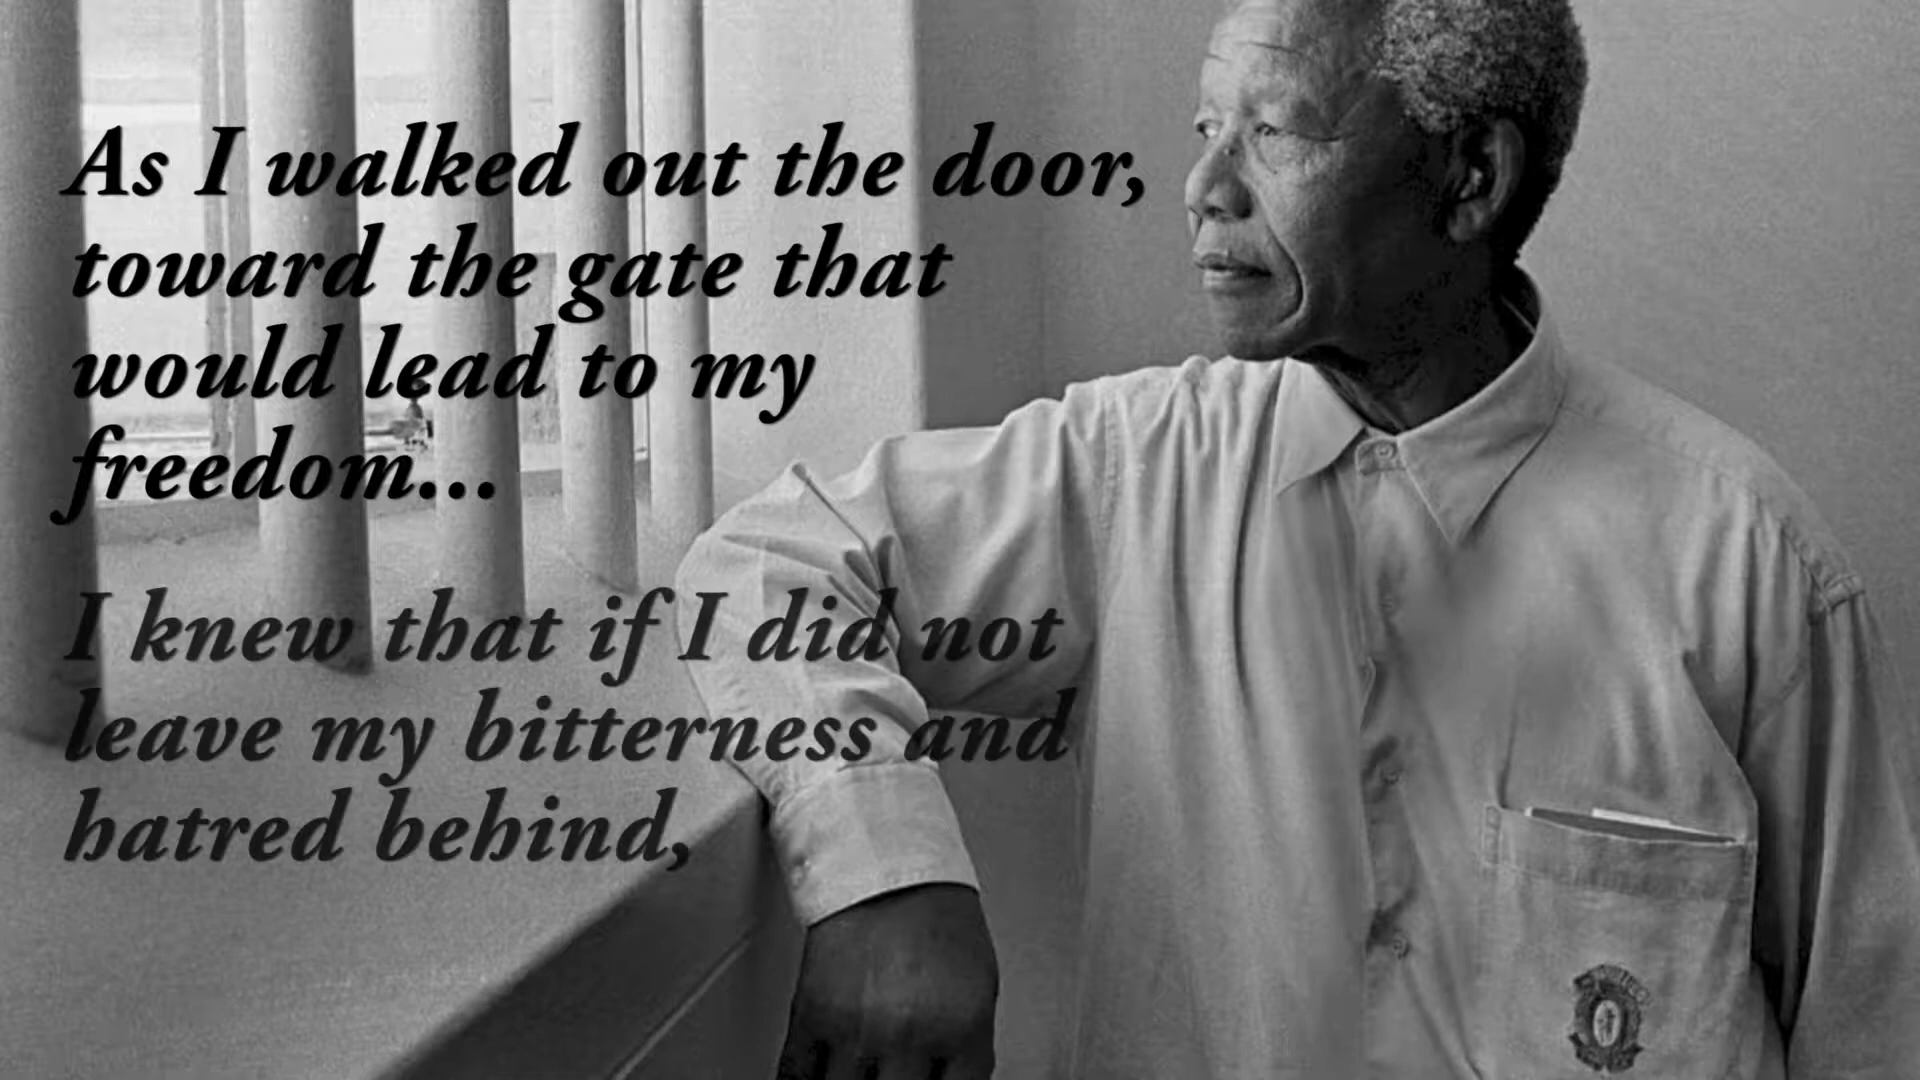 As I walked out the door,
toward the gate that
would lead to my
freedom...
I knew that if I did not
leave my bitterness and
hatred behind,